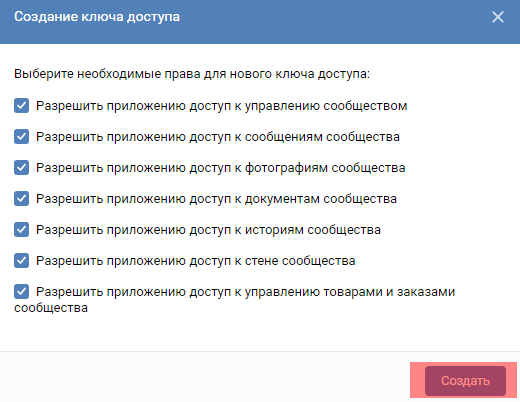 Создание ключа доступа
Выберите необходимые права для нового ключа доступа:
Разрешить приложению доступ к управлению сообществом
Разрешить приложению доступ к сообщениям сообщества
Разрешить приложению доступ к фотографиям сообщества
Разрешить приложению доступ к документам сообщества
Разрешить приложению доступ к историям сообщества
Разрешить приложению доступ к стене сообщества
Разрешить приложению доступ к управлению товарами и заказами
сообщества
Создать